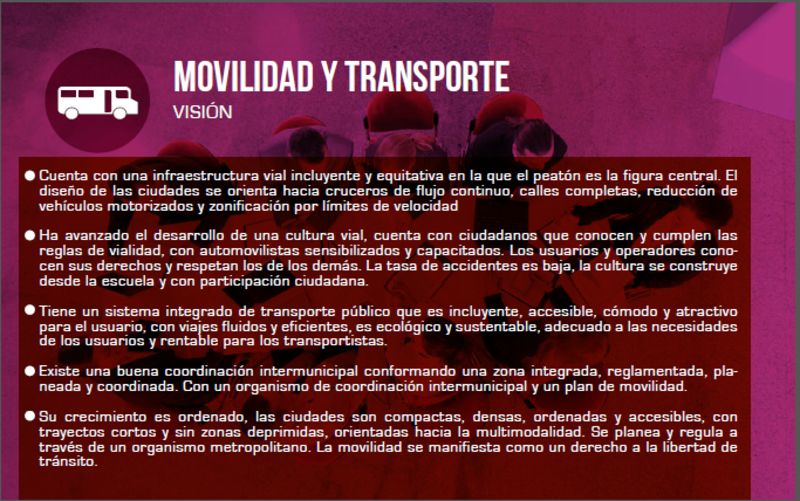 MOVILIDAD Y TRANSPORTE
VISIÓN
Cuenta con una infraestructura vial incluyente y equitativa en la que el peatón es la figura central. El
diseño de las ciudades se orienta hacia cruceros de flujo continuo, calles completas, reducción de
vehículos motorizados y zonificación por límites de velocidad
Ha avanzado el desarrollo de una cultura vial, cuenta con ciudadanos que conocen y cumplen las
reglas de vialidad, con automovilistas sensibilizados y capacitados. Los usuarios y operadores cono-
cen sus derechos y respetan los de los demás. La tasa de accidentes es baja, la cultura se construye
desde la escuela y con participación ciudadana.
Tiene un sistema integrado de transporte público que es incluyente, accesible, cómodo y atractivo
para el usuario, con viajes fluidos y eficientes, es ecológico y sustentable, adecuado a las necesidades
de los usuarios y rentable para los transportistas.
Existe una buena coordinación intermunicipal conformando una zona integrada, reglamentada, pla-
neada y coordinada. Con un organismo de coordinación intermunicipal y un plan de movilidad.
Su crecimiento es ordenado, las ciudades son compactas, densas, ordenadas y accesibles, con
trayectos cortos y sin zonas deprimidas, orientadas hacia la multimodalidad. Se planea y regula a
través de un organismo metropolitano. La movilidad se manifiesta como un derecho a la libertad de
tránsito.